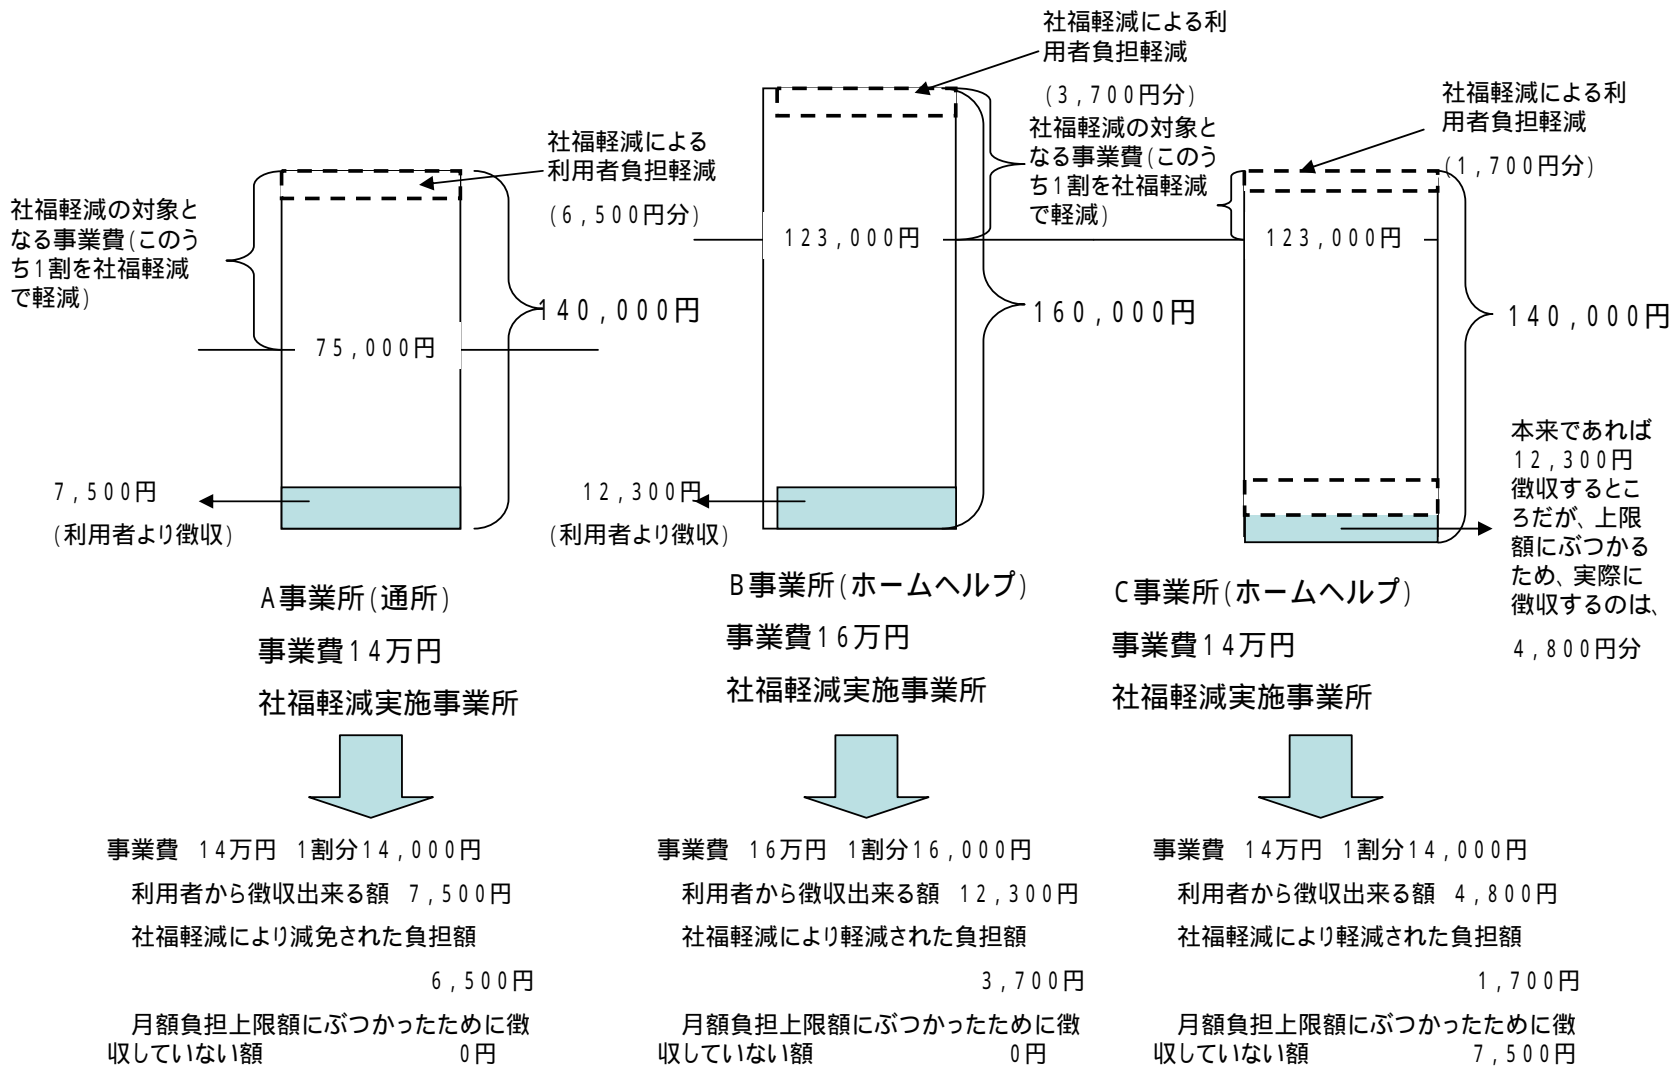 社福軽減の対象と
なる事業費(このう
ち1割を社福軽減
で軽減)
社福軽減による
利用者負担軽減
(6,500円分)
75,000円
140,000円
7,500円
(利用者より徴収)
A事業所(通所)
事業費14万円
社福軽減実施事業所
事業費 14万円 1割分14,000円
利用者から徴収出来る額 7,500円
社福軽減により減免された負担額
6,500円
月額負担上限額にぶつかったために徴
収していない額 0円
社福軽減による利
用者負担軽減
(3,700円分)
社福軽減の対象と
なる事業費(このう
ち1割を社福軽減
で軽減)
123,000円
160,000円
12,300円
(利用者より徴収)
B事業所(ホームヘルプ)
事業費16万円
社福軽減実施事業所
事業費 16万円 1割分16,000円
利用者から徴収出来る額 12,300円
社福軽減により軽減された負担額
3,700円
月額負担上限額にぶつかったために徴
収していない額 0円
社福軽減による利
用者負担軽減
(1,700円分)
123,000円
140,000円
本来であれば
12,300円
徴収するとこ
ろだが、上限
額にぶつかる
ため、実際に
徴収するのは、
4,800円分
C事業所(ホームヘルプ)
事業費14万円
社福軽減実施事業所
事業費 14万円 1割分14,000円
利用者から徴収出来る額 4,800円
社福軽減により軽減された負担額
1,700円
月額負担上限額にぶつかったために徴
収していない額 7,500円